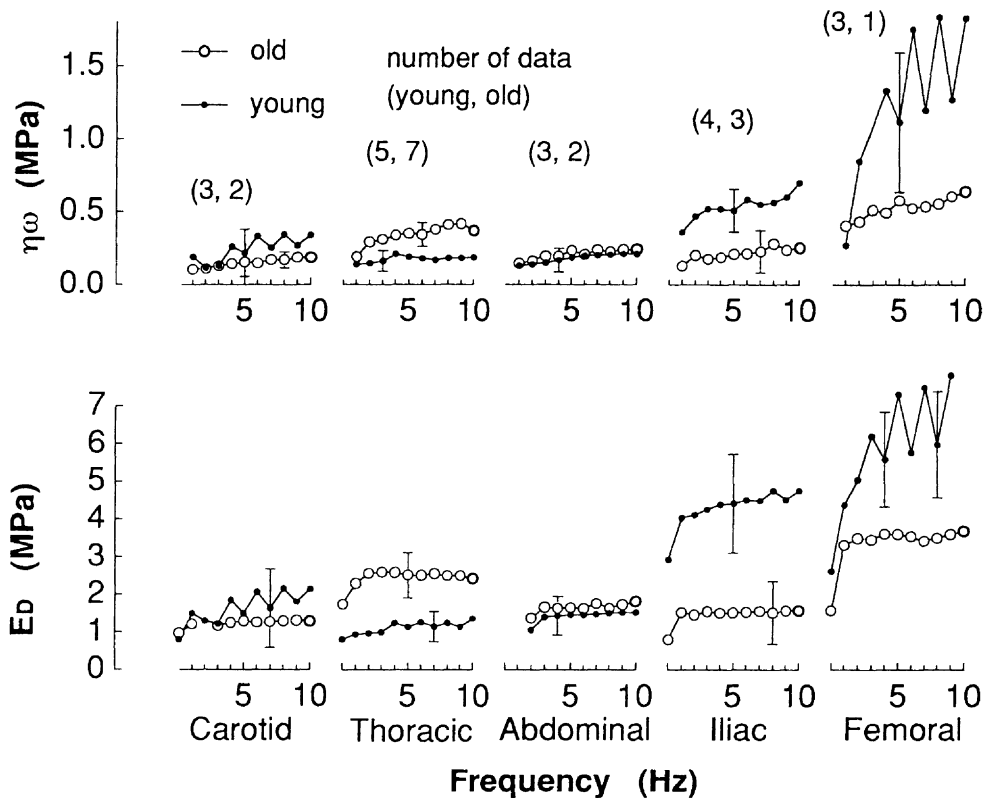 ηω (MPa)
1.5
1.0
0.5
0.0
old
young
number of data
(young, old)
(3, 2)
(5, 7)
(3, 2)
(4, 3)
(3, 1)
5 10
5 10
5 10
5 10
5 10
ED (MPa)
7
6
5
4
3
2
1
0
5 10
5 10
5 10
5 10
5 10
Carotid
Thoracic
Abdominal
Iliac
Femoral
Frequency (Hz)